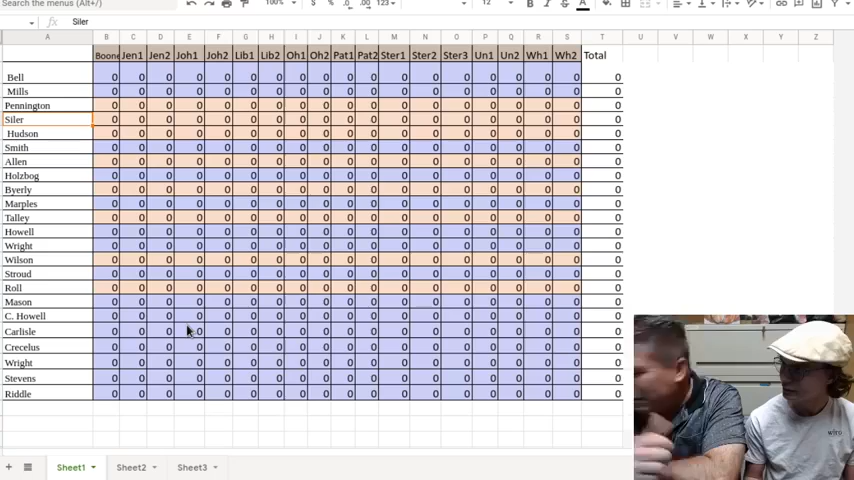 Search the menus (Alt+/) 100% $ % .0 .00 123 12 B
fx Siler
A B C D E F G H I J K L M N O P Q R S T U V W X Y Z
Boone Jen1 Jen2 Joh1 Joh2 Lib1 Lib2 Oh1 Oh2 Pat1 Pat2 Ster1 Ster2 Ster3 Un1 Un2 Wh1 Wh2 Total
Bell 0 0 0 0 0 0 0 0 0 0 0 0 0 0 0 0 0 0 0
Mills 0 0 0 0 0 0 0 0 0 0 0 0 0 0 0 0 0 0 0
Pennington 0 0 0 0 0 0 0 0 0 0 0 0 0 0 0 0 0 0 0
Siler 0 0 0 0 0 0 0 0 0 0 0 0 0 0 0 0 0 0 0
Hudson 0 0 0 0 0 0 0 0 0 0 0 0 0 0 0 0 0 0 0
Smith 0 0 0 0 0 0 0 0 0 0 0 0 0 0 0 0 0 0 0
Allen 0 0 0 0 0 0 0 0 0 0 0 0 0 0 0 0 0 0 0
Holzbog 0 0 0 0 0 0 0 0 0 0 0 0 0 0 0 0 0 0 0
Byerly 0 0 0 0 0 0 0 0 0 0 0 0 0 0 0 0 0 0 0
Marples 0 0 0 0 0 0 0 0 0 0 0 0 0 0 0 0 0 0 0
Talley 0 0 0 0 0 0 0 0 0 0 0 0 0 0 0 0 0 0 0
Howell 0 0 0 0 0 0 0 0 0 0 0 0 0 0 0 0 0 0 0
Wright 0 0 0 0 0 0 0 0 0 0 0 0 0 0 0 0 0 0 0
Wilson 0 0 0 0 0 0 0 0 0 0 0 0 0 0 0 0 0 0 0
Stroud 0 0 0 0 0 0 0 0 0 0 0 0 0 0 0 0 0 0 0
Roll 0 0 0 0 0 0 0 0 0 0 0 0 0 0 0 0 0 0 0
Mason 0 0 0 0 0 0 0 0 0 0 0 0 0 0 0 0 0 0 0
C. Howell 0 0 0 0 0 0 0 0 0 0 0 0 0 0 0 0 0 0 0
Carlisle 0 0 0 0 0 0 0 0 0 0 0 0 0 0 0 0 0 0 0
Crecelus 0 0 0 0 0 0 0 0 0 0 0 0 0 0 0 0 0 0 0
Wright 0 0 0 0 0 0 0 0 0 0 0 0 0 0 0 0 0 0 0
Stevens 0 0 0 0 0 0 0 0 0 0 0 0 0 0 0 0 0 0 0
Riddle 0 0 0 0 0 0 0 0 0 0 0 0 0 0 0 0 0 0 0
Sheet1 Sheet2 Sheet3